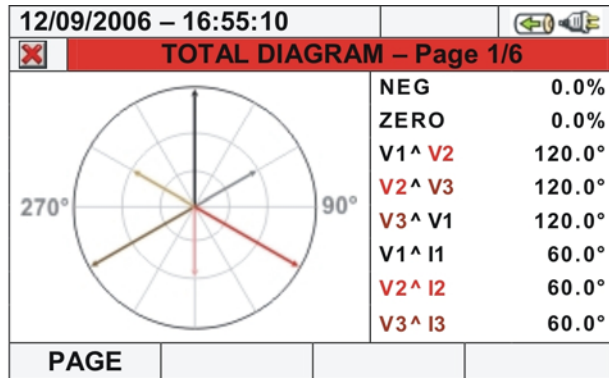 12/09/2006 – 16:55:10
TOTAL DIAGRAM – Page 1/6
270°
90°
NEG 0.0%
ZERO 0.0%
V1^ V2 120.0°
V2^ V3 120.0°
V3^ V1 120.0°
V1^ I1 60.0°
V2^ I2 60.0°
V3^ I3 60.0°
PAGE